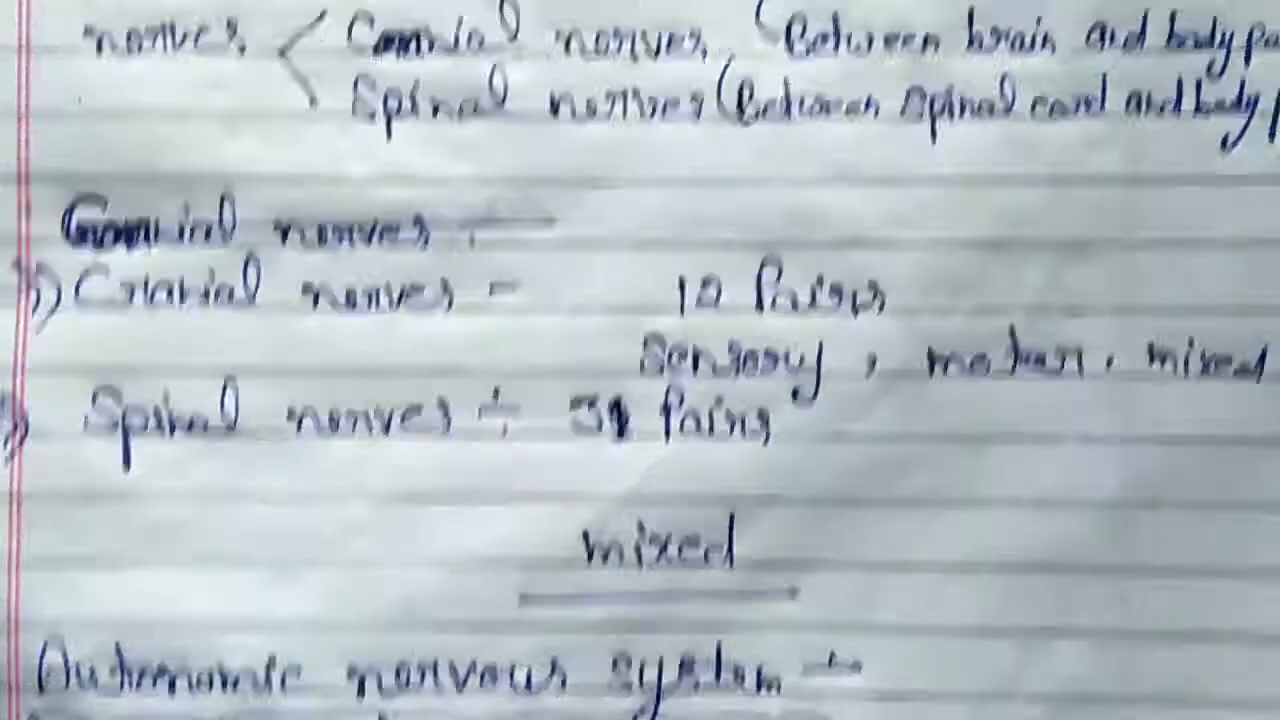 nerves < Cranial nerves (Between brain and body pa
Spinal nerves (Between spinal cord and body p
Cranial nerves ÷
1) Cranial nerves - 12 Pairs
Sensory, motor, mixed
2) Spinal nerves ÷ 31 Pairs
mixed
Autonomic nervous system ÷